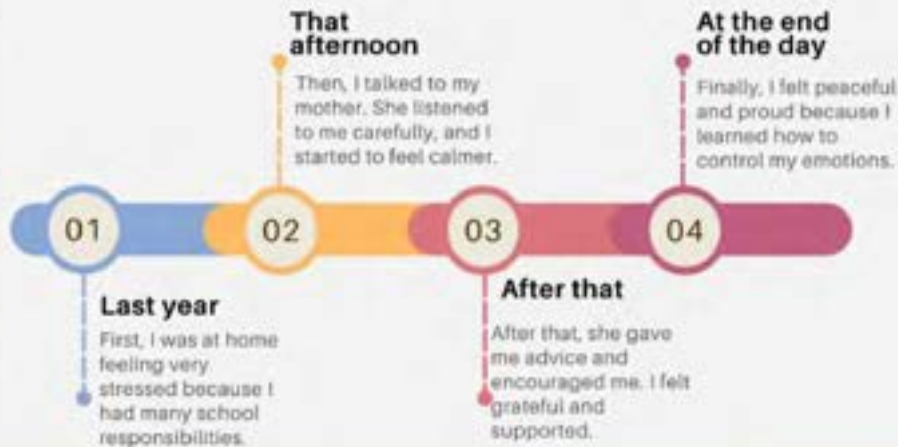 01
Last year
First, I was at home
feeling very
stressed because I
had many school
responsibilities.
02
That
afternoon
Then, I talked to my
mother. She listened
to me carefully, and I
started to feel calmer.
03
After that
After that, she gave
me advice and
encouraged me. I felt
grateful and
supported.
04
At the end
of the day
Finally, I felt peaceful
and proud because I
learned how to
control my emotions.